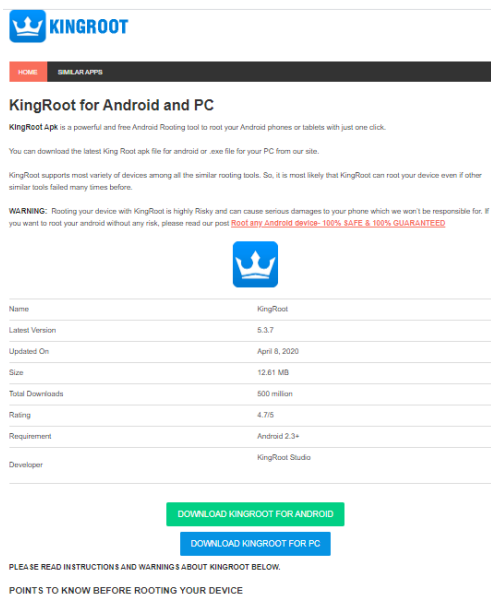 KINGROOT
HOME SIMILAR APPS
KingRoot for Android and PC
KingRoot Apk is a powerful and free Android Rooting tool to root your Android phones or tablets with just one click.
You can download the latest King Root apk file for android or .exe file for your PC from our site.
KingRoot supports most variety of devices among all the similar rooting tools. So, it is most likely that KingRoot can root your device even if other
similar tools failed many times before.
WARNING: Rooting your device with KingRoot is highly Risky and can cause serious damages to your phone which we won't be responsible for. If
you want to root your android without any risk, please read our post Root any Android device- 100% SAFE & 100% GUARANTEED
Name KingRoot
Latest Version 5.3.7
Updated On April 8, 2020
Size 12.61 MB
Total Downloads 500 million
Rating 4.7/5
Requirement Android 2.3+
Developer KingRoot Studio
DOWNLOAD KINGROOT FOR ANDROID
DOWNLOAD KINGROOT FOR PC
PLEASE READ INSTRUCTIONS AND WARNINGS ABOUT KINGROOT BELOW.
POINTS TO KNOW BEFORE ROOTING YOUR DEVICE